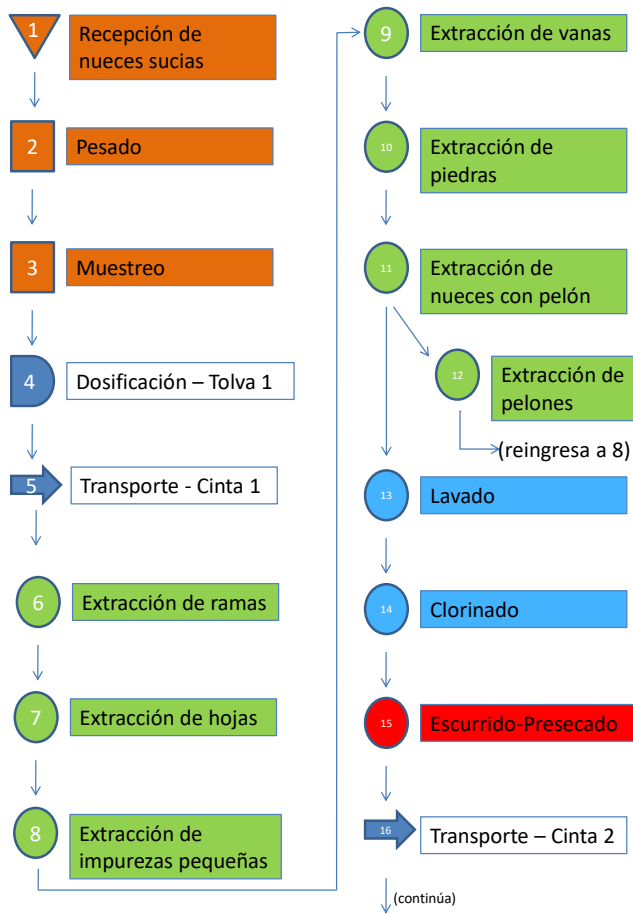 1
Recepción de
nueces sucias
2
Pesado
3
Muestreo
4
Dosificación – Tolva 1
5
Transporte - Cinta 1
6
Extracción de ramas
7
Extracción de hojas
8
Extracción de
impurezas pequeñas
9
Extracción de vanas
10
Extracción de
piedras
11
Extracción de
nueces con pelón
12
Extracción de
pelones
(reingresa a 8)
13
Lavado
14
Clorinado
15
Escurrido-Presecado
16
Transporte – Cinta 2
(continúa)